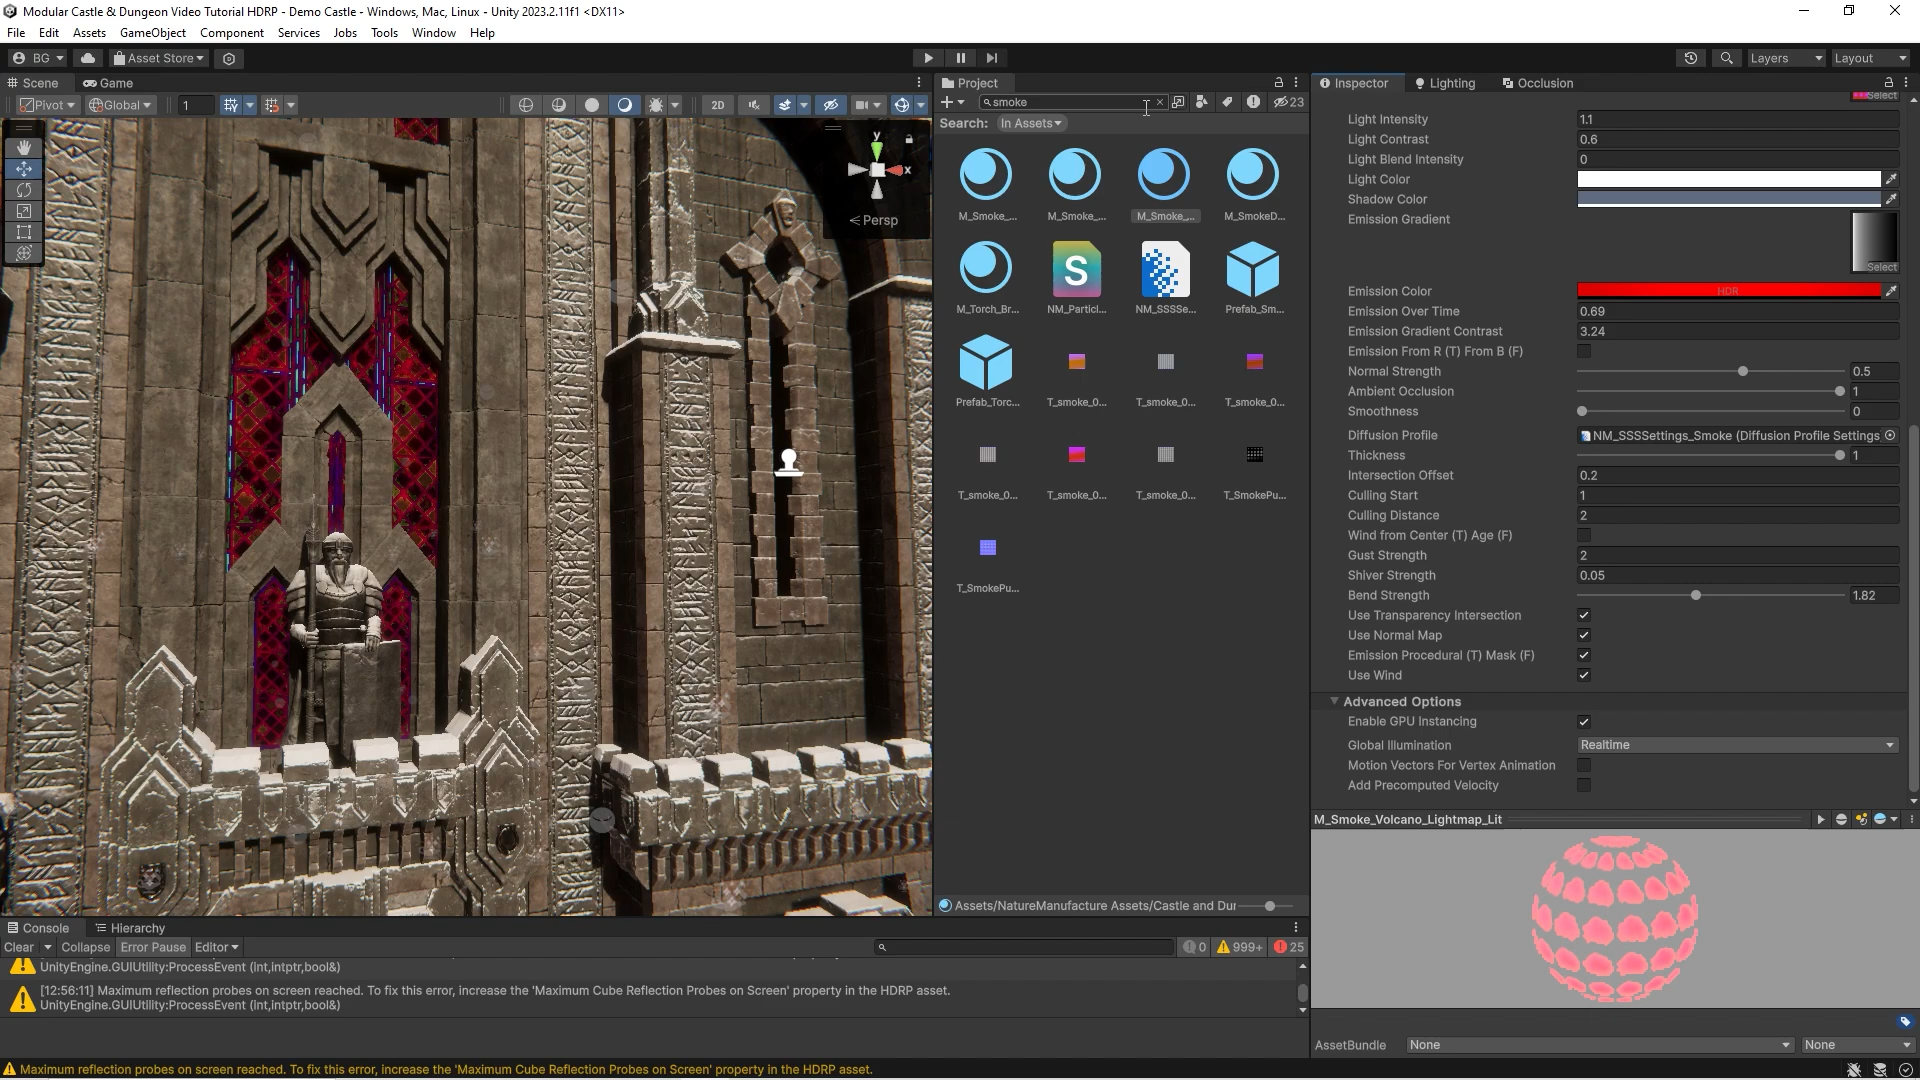 Modular Castle & Dungeon Video Tutorial HDRP - Demo Castle - Windows, Mac, Linux - Unity 2023.2.11f1 <DX11>
File Edit Assets GameObject Component Services Jobs Tools Window Help
BG Asset Store Layers Layout
Scene Game
Pivot Global 1 2D
y
x
< Persp
Project
smoke 23
Search: In Assets
M_Smoke_... M_Smoke_... M_Smoke_... M_SmokeD...
M_Torch_Br... NM_Particl... NM_SSSSe... Prefab_Sm...
Prefab_Torc... T_smoke_0... T_smoke_0... T_smoke_0...
T_smoke_0... T_smoke_0... T_smoke_0... T_SmokePu...
T_SmokePu...
Assets/NatureManufacture Assets/Castle and Dur
Inspector Lighting Occlusion
Select
Light Intensity 1.1
Light Contrast 0.6
Light Blend Intensity 0
Light Color
Shadow Color
Emission Gradient
Select
Emission Color HDR
Emission Over Time 0.69
Emission Gradient Contrast 3.24
Emission From R (T) From B (F)
Normal Strength 0.5
Ambient Occlusion 1
Smoothness 0
Diffusion Profile NM_SSSSettings_Smoke (Diffusion Profile Settings
Thickness 1
Intersection Offset 0.2
Culling Start 1
Culling Distance 2
Wind from Center (T) Age (F)
Gust Strength 2
Shiver Strength 0.05
Bend Strength 1.82
Use Transparency Intersection
Use Normal Map
Emission Procedural (T) Mask (F)
Use Wind
Advanced Options
Enable GPU Instancing
Global Illumination Realtime
Motion Vectors For Vertex Animation
Add Precomputed Velocity
M_Smoke_Volcano_Lightmap_Lit
AssetBundle None None
Console Hierarchy
Clear Collapse Error Pause Editor 0 999+ 25
UnityEngine.GUIUtility:ProcessEvent (int,intptr,bool&)
[12:56:11] Maximum reflection probes on screen reached. To fix this error, increase the 'Maximum Cube Reflection Probes on Screen' property in the HDRP asset.
UnityEngine.GUIUtility:ProcessEvent (int,intptr,bool&)
Maximum reflection probes on screen reached. To fix this error, increase the 'Maximum Cube Reflection Probes on Screen' property in the HDRP asset.